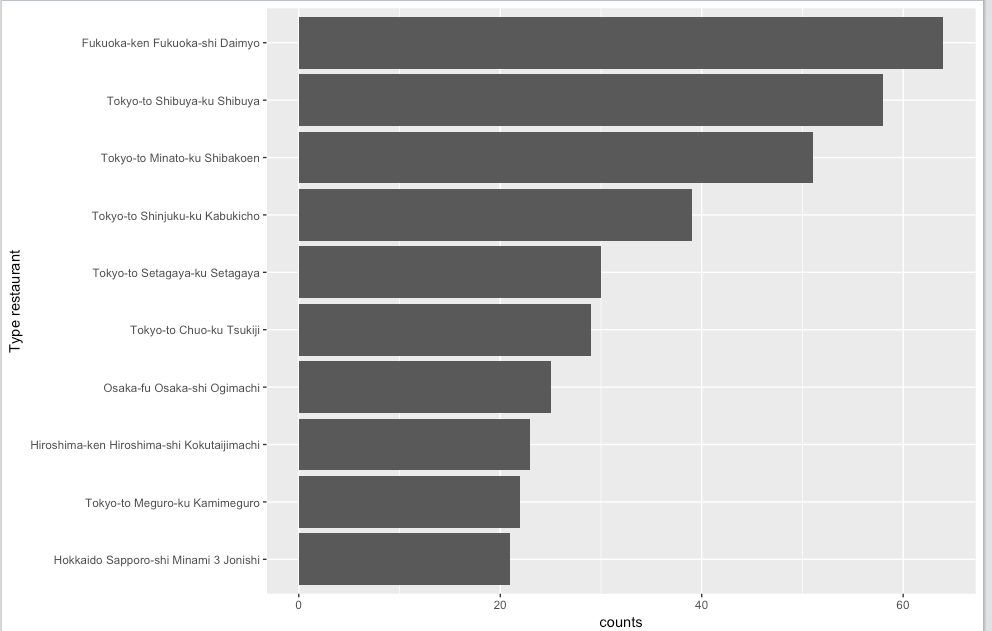 Fukuoka-ken Fukuoka-shi Daimyo
Tokyo-to Shibuya-ku Shibuya
Tokyo-to Minato-ku Shibakoen
Tokyo-to Shinjuku-ku Kabukicho
Tokyo-to Setagaya-ku Setagaya
Tokyo-to Chuo-ku Tsukiji
Osaka-fu Osaka-shi Ogimachi
Hiroshima-ken Hiroshima-shi Kokutaijimachi
Tokyo-to Meguro-ku Kamimeguro
Hokkaido Sapporo-shi Minami 3 Jonishi
Type restaurant
0 20 40 60
counts